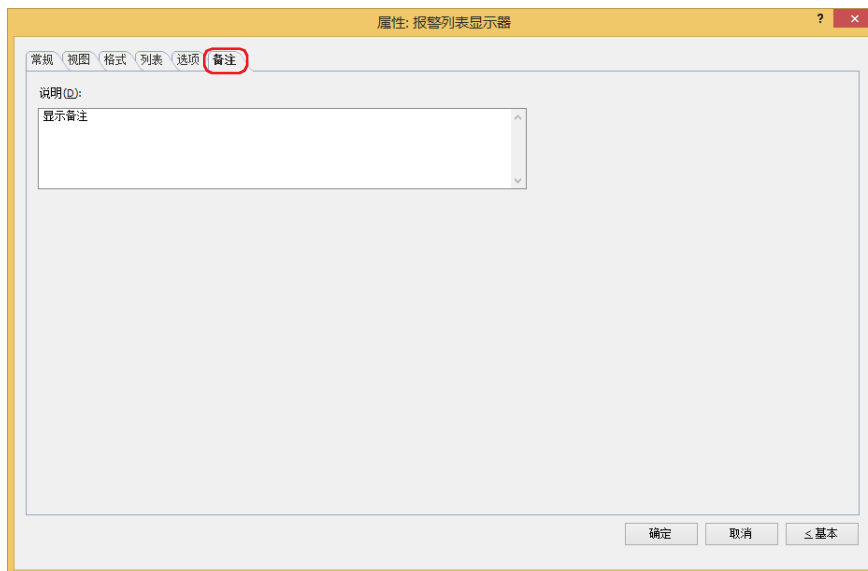 属性: 报警列表显示器
? ×
常规 视图 格式 列表 选项 备注
说明(D):
显示备注
确定 取消 ≤基本